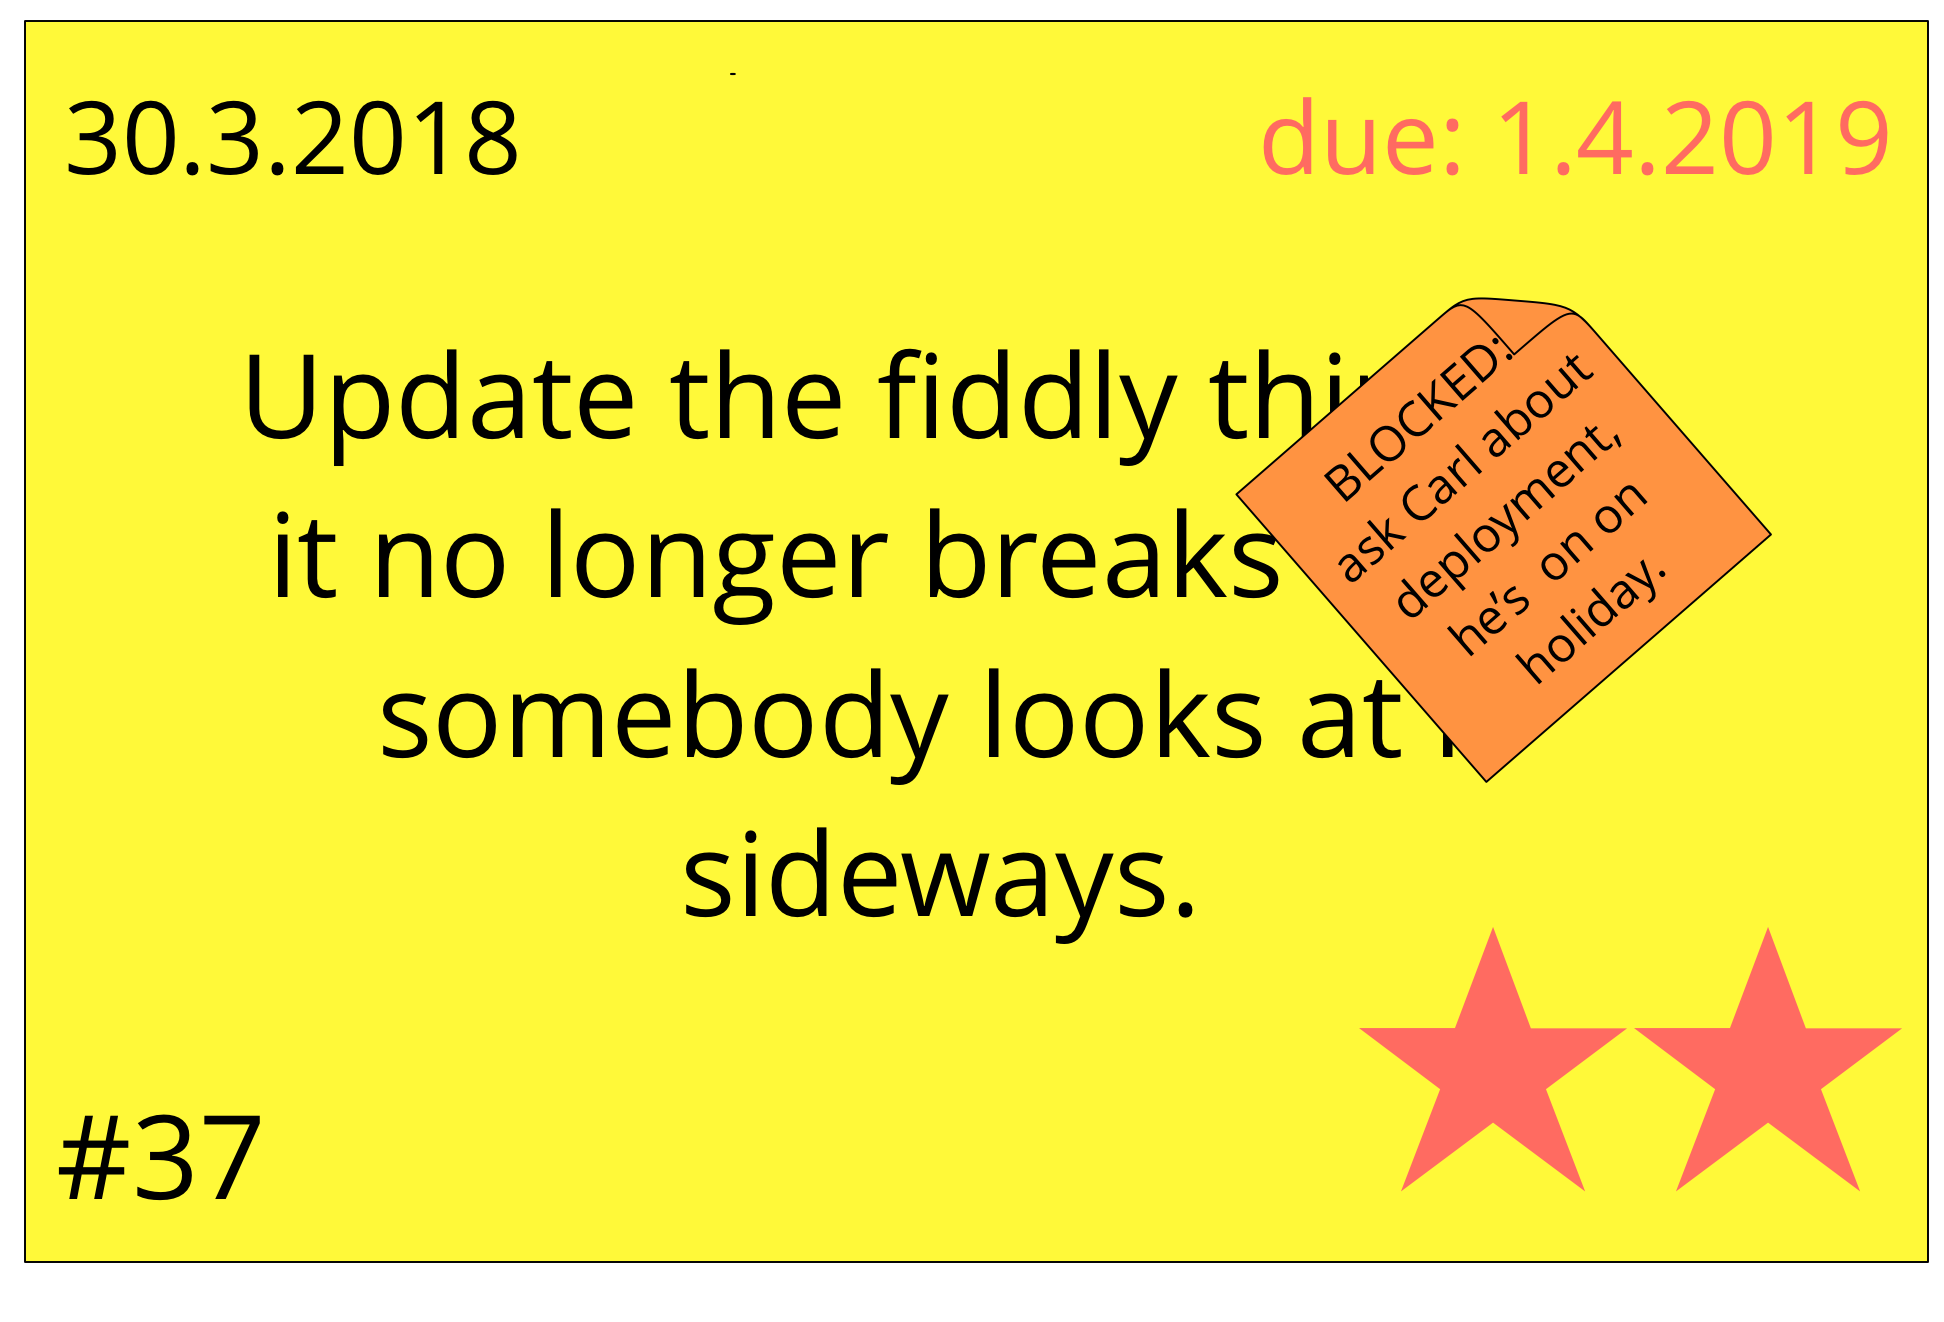 30.3.2018
due: 1.4.2019
Update the fiddly
it no longer breaks
somebody looks at
sideways.
BLOCKED:
ask Carl about
deployment,
he's on on
holiday.
#37